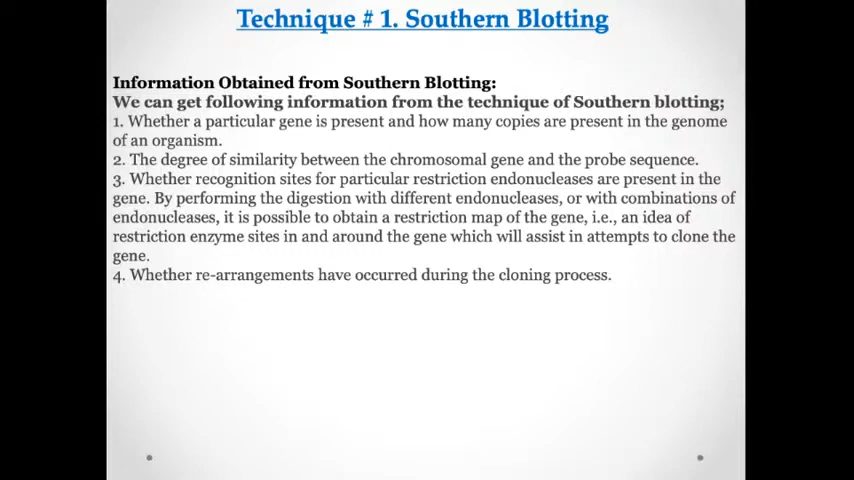 Technique # 1. Southern Blotting
Information Obtained from Southern Blotting:
We can get following information from the technique of Southern blotting;
1. Whether a particular gene is present and how many copies are present in the genome
of an organism.
2. The degree of similarity between the chromosomal gene and the probe sequence.
3. Whether recognition sites for particular restriction endonucleases are present in the
gene. By performing the digestion with different endonucleases, or with combinations of
endonucleases, it is possible to obtain a restriction map of the gene, i.e., an idea of
restriction enzyme sites in and around the gene which will assist in attempts to clone the
gene.
4. Whether re-arrangements have occurred during the cloning process.